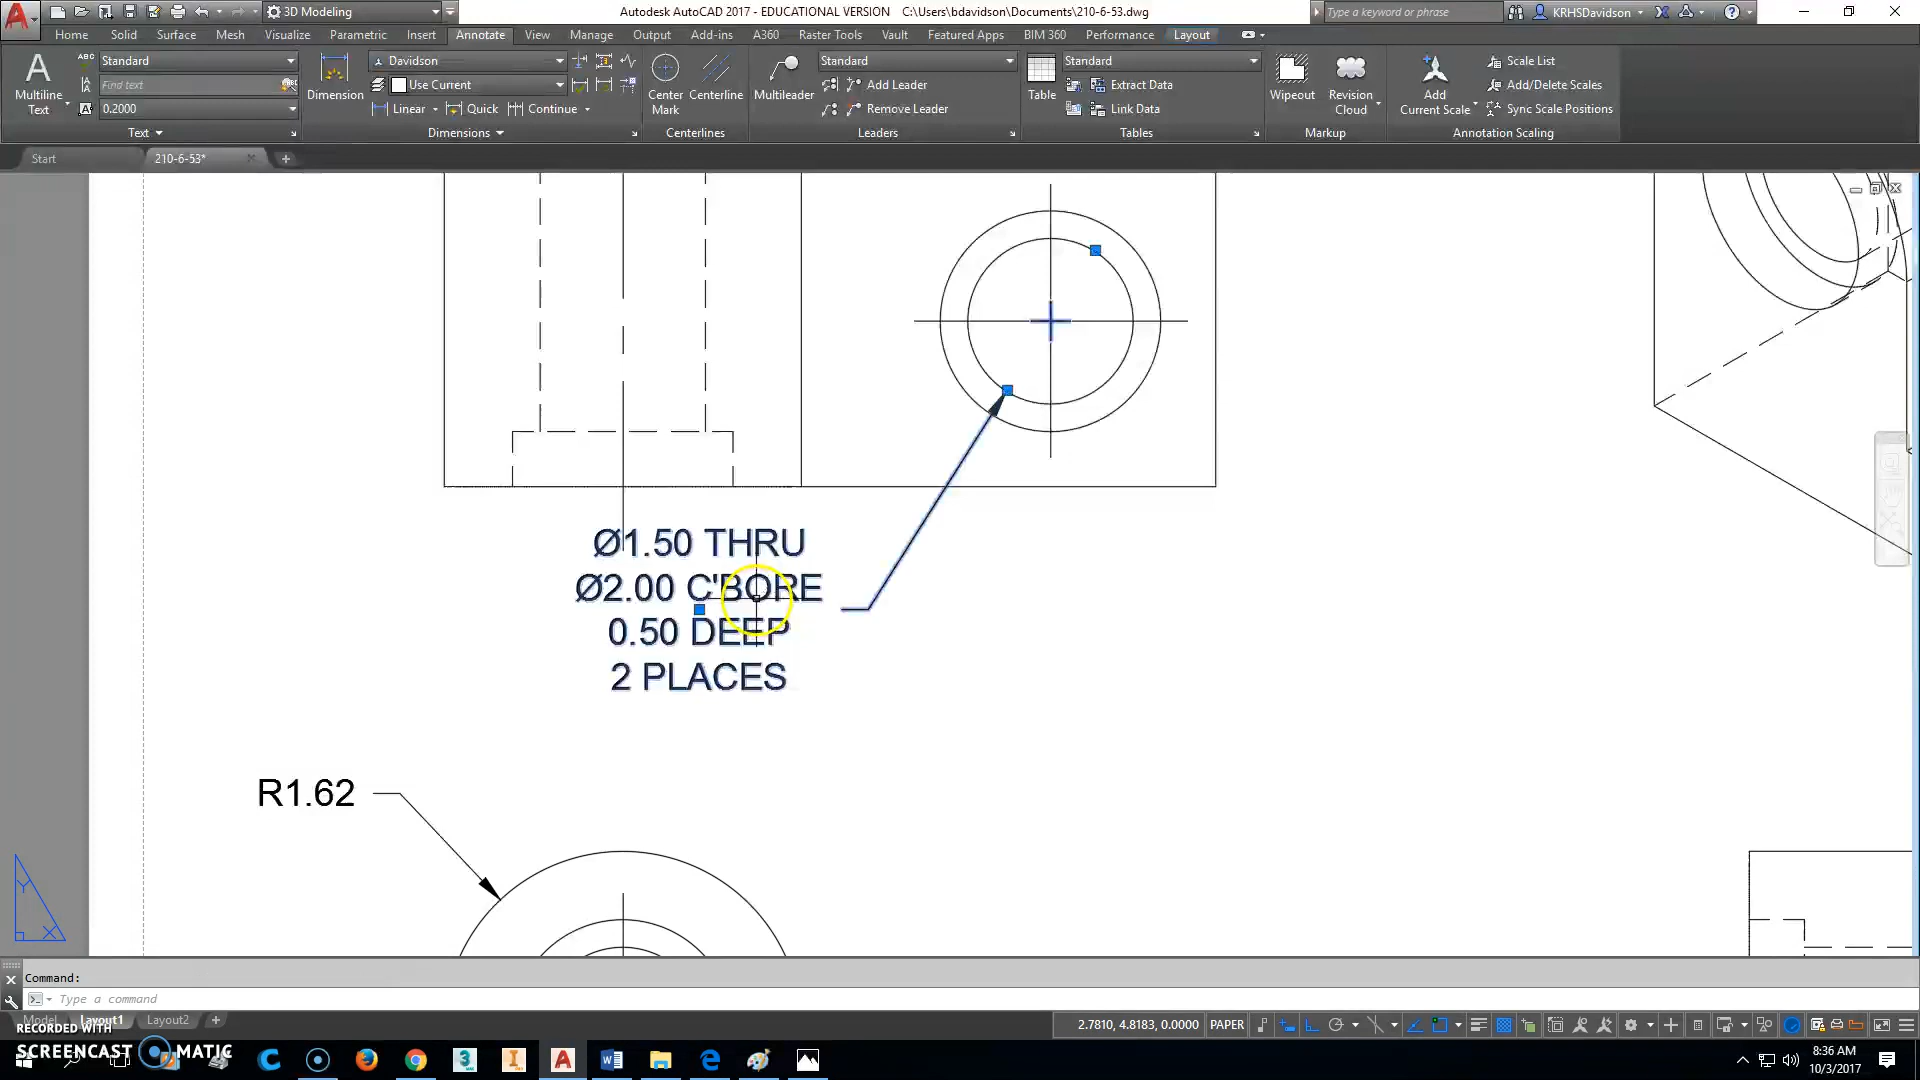 3D Modeling
Autodesk AutoCAD 2017 - EDUCATIONAL VERSION C:\Users\bdavidson\Documents\210-6-53.dwg
Type a keyword or phrase
KRHSDavidson
Home Solid Surface Mesh Visualize Parametric Insert Annotate View Manage Output Add-ins A360 Raster Tools Vault Featured Apps BIM 360 Performance Layout
Multiline Text
Standard
Find text
0.2000
Text
Dimension
Davidson
Use Current
Linear Quick Continue
Dimensions
Center Mark
Centerline
Centerlines
Multileader
Standard
Add Leader
Remove Leader
Leaders
Table
Standard
Extract Data
Link Data
Tables
Wipeout
Revision Cloud
Markup
Add Current Scale
Scale List
Add/Delete Scales
Sync Scale Positions
Annotation Scaling
Start
210-6-53*
Ø1.50 THRU
Ø2.00 C'BORE
0.50 DEEP
2 PLACES
R1.62
Y
X
Command:
Type a command
Model Layout1 Layout2
2.7810, 4.8183, 0.0000 PAPER
RECORDED WITH
SCREENCAST MATIC
8:36 AM
10/3/2017